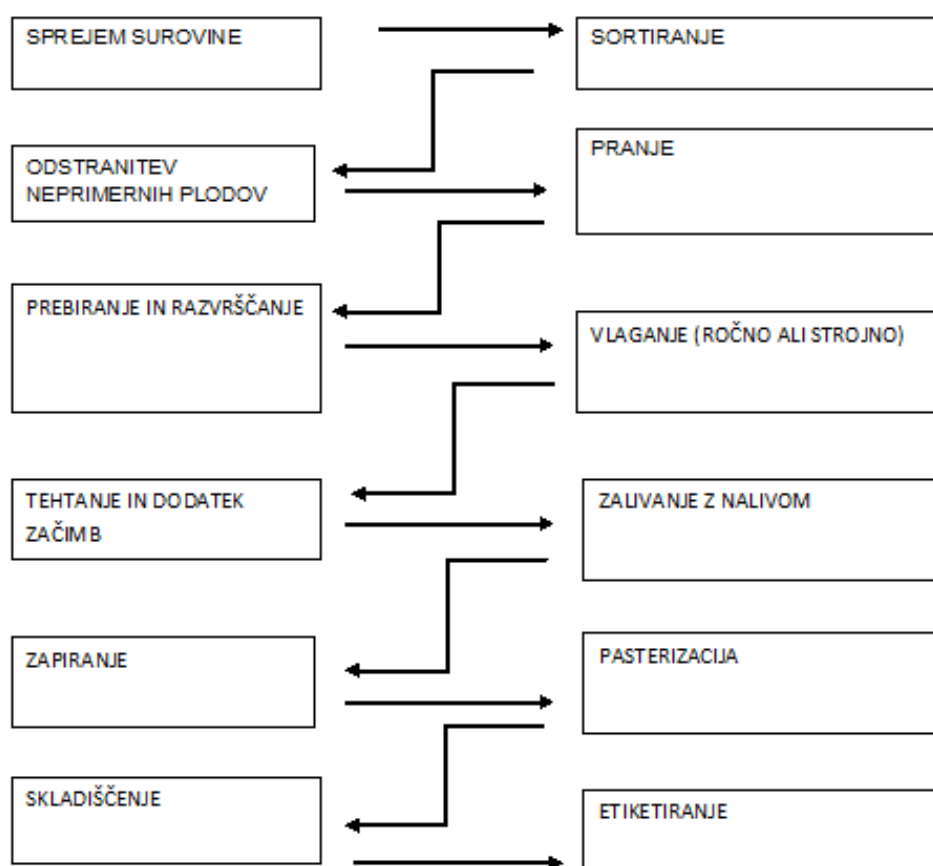 SPREJEM SUROVINE
SORTIRANJE
ODSTRANITEV
NEPRIMERNIH PLODOV
PRANJE
PREBIRANJE IN RAZVRŠČANJE
VLAGANJE (ROČNO ALI STROJNO)
TEHTANJE IN DODATEK
ZAČIMB
ZALIVANJE Z NALIVOM
ZAPIRANJE
PASTERIZACIJA
SKLADIŠČENJE
ETIKETIRANJE